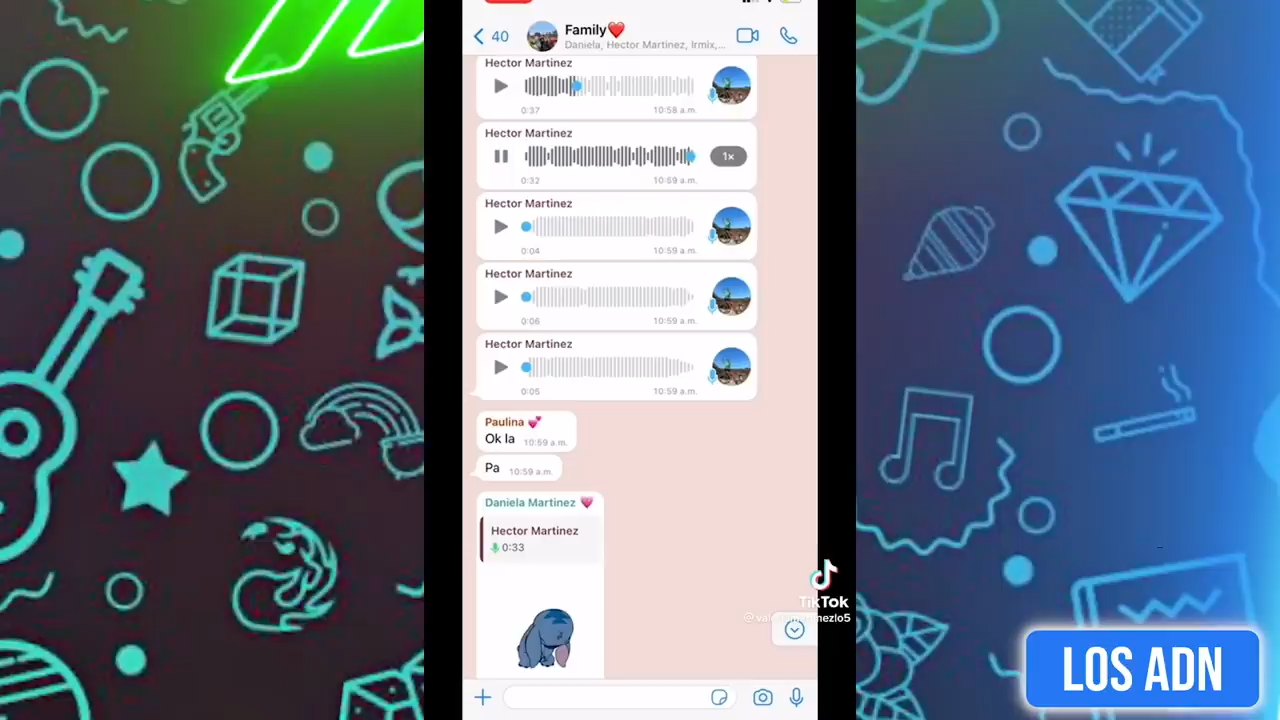 40
Family❤️
Daniela, Hector Martinez, Irmix,...
Hector Martinez
0:37 10:58 a.m.
Hector Martinez
1×
0:32 10:59 a.m.
Hector Martinez
0:04 10:59 a.m.
Hector Martinez
0:06 10:59 a.m.
Hector Martinez
0:05 10:59 a.m.
Paulina 💕
Ok la 10:59 a.m.
Pa 10:59 a.m.
Daniela Martinez 💗
Hector Martinez
0:33
TikTok
LOS ADN